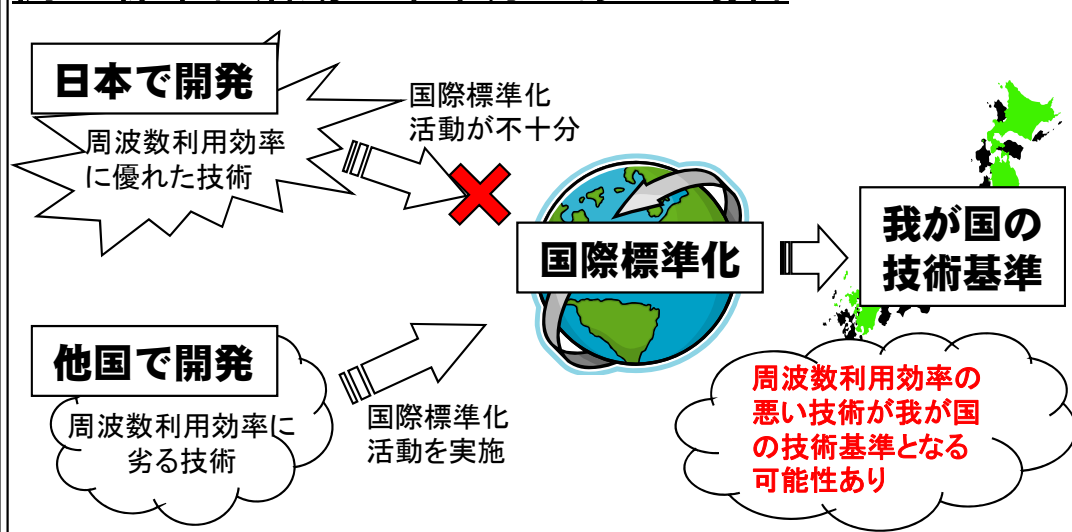 日本で開発
周波数利用効率
に優れた技術
国際標準化
活動が不十分
国際標準化
我が国の
技術基準
他国で開発
周波数利用効率に
劣る技術
国際標準化
活動を実施
周波数利用効率の
悪い技術が我が国
の技術基準となる
可能性あり